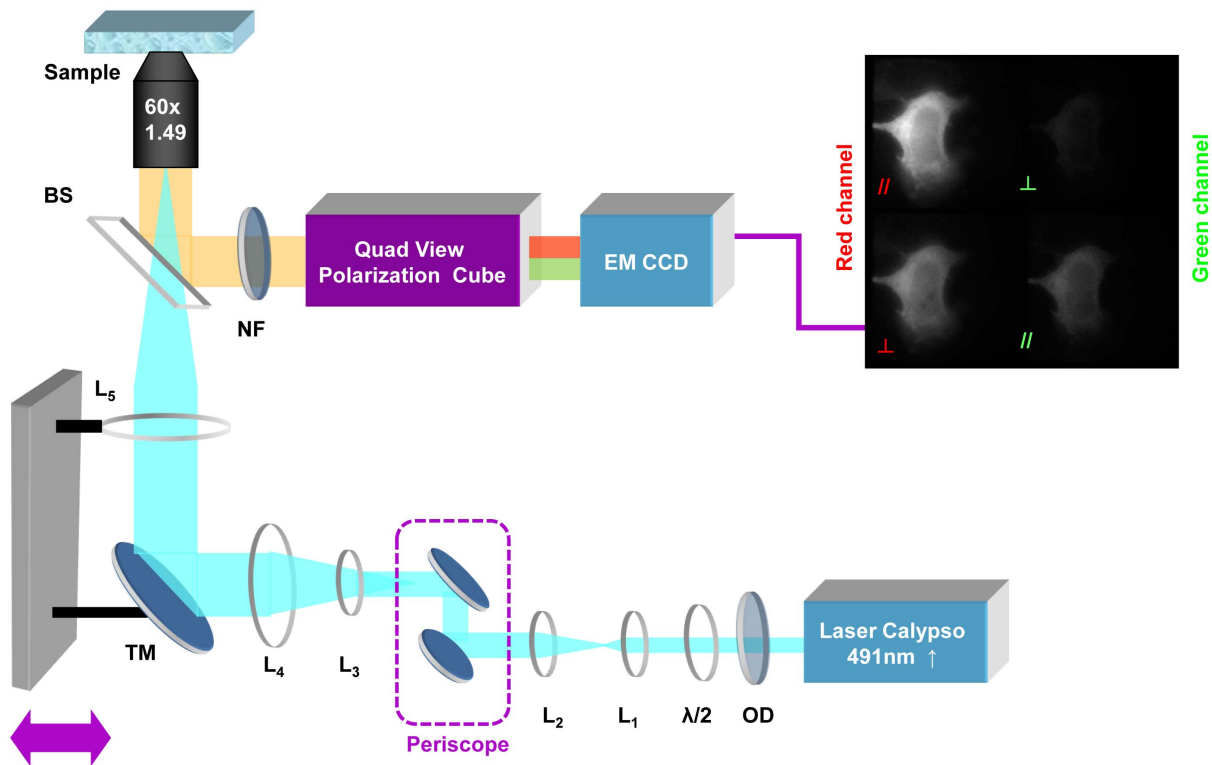 Sample
60x
1.49
BS
NF
Quad View
Polarization Cube
EM CCD
Red channel
//
⊥
⊥
//
Green channel
L5
TM
L4
L3
Periscope
L2
L1
λ/2
OD
Laser Calypso
491nm ↑